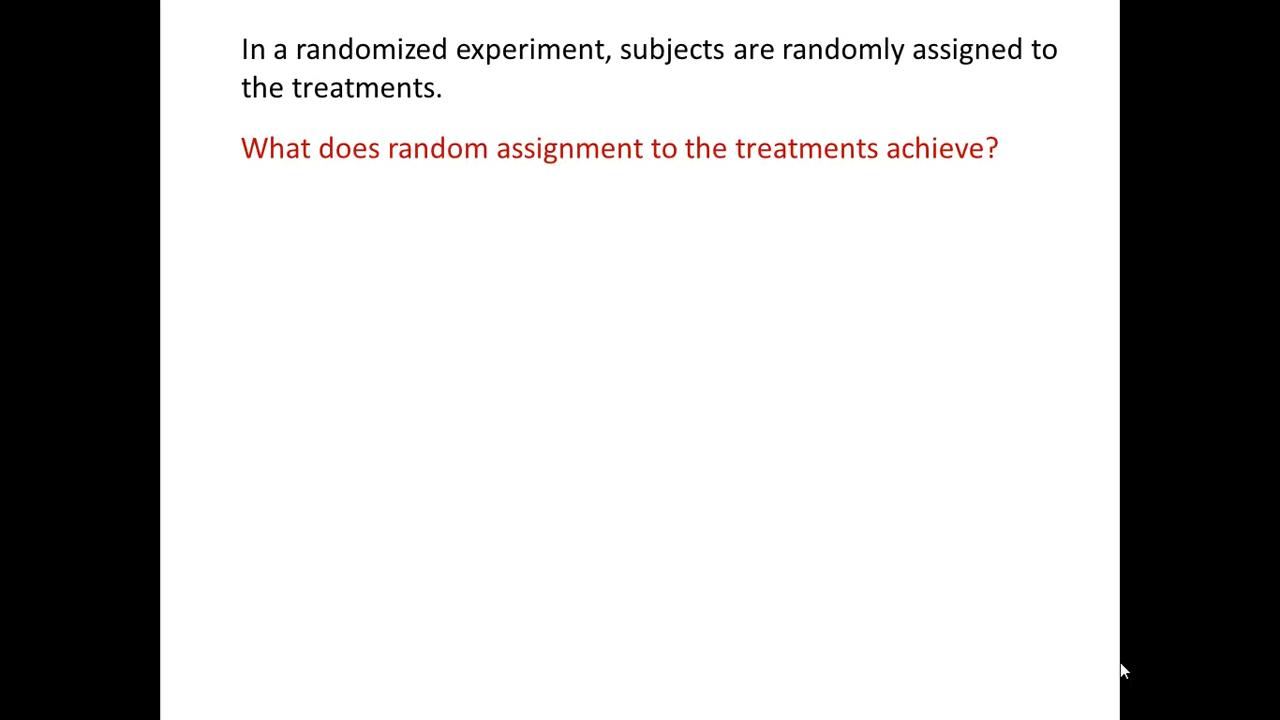 In a randomized experiment, subjects are randomly assigned to
the treatments.
What does random assignment to the treatments achieve?